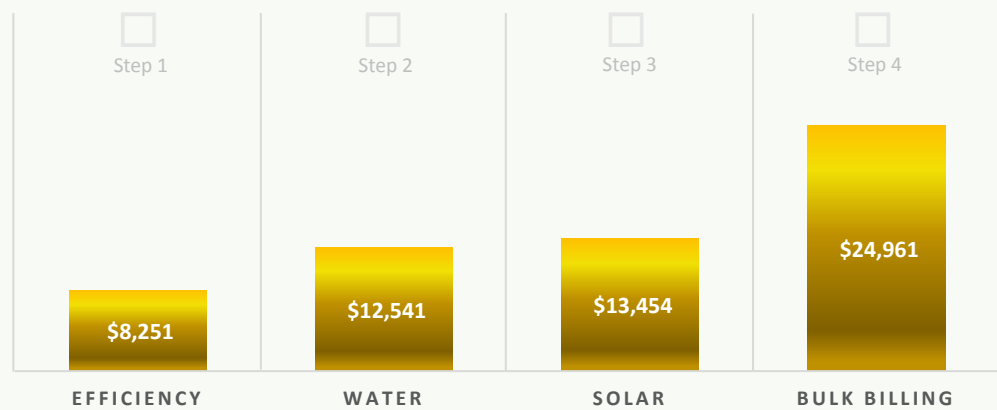 Step 1
Step 2
Step 3
Step 4
$8,251
$12,541
$13,454
$24,961
EFFICIENCY
WATER
SOLAR
BULK BILLING